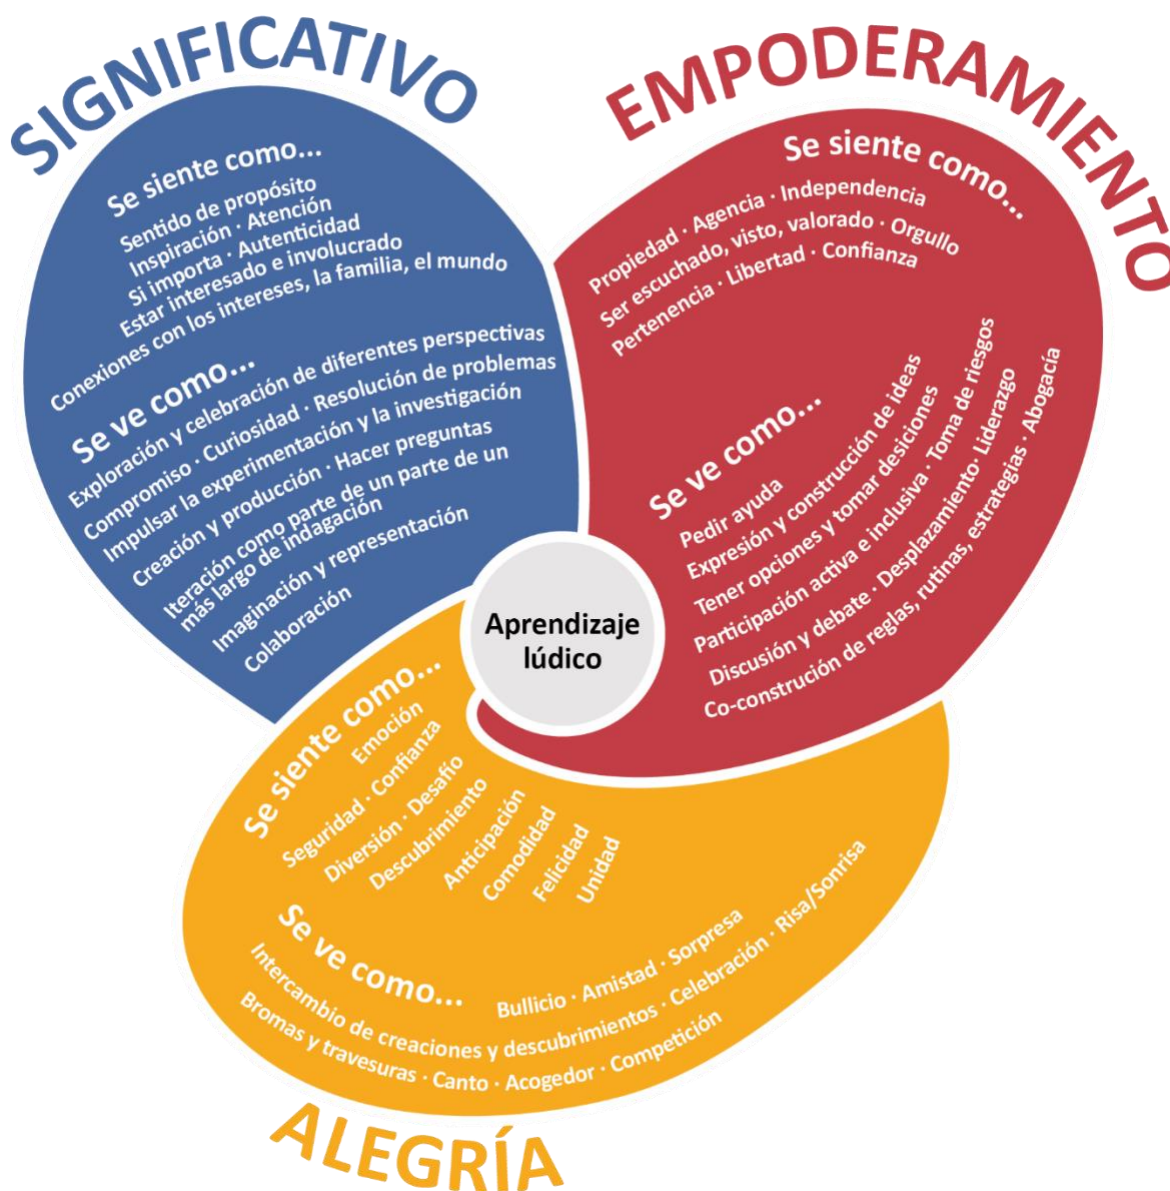 SIGNIFICATIVO
Se siente como...
Sentido de propósito
Inspiración · Atención
Si importa · Autenticidad
Estar interesado e involucrado
Conexiones con los intereses, la familia, el mundo
Se ve como...
Exploración y celebración de diferentes perspectivas
Compromiso · Curiosidad · Resolución de problemas
Impulsar la experimentación y la investigación
Creación y producción · Hacer preguntas
Iteración como parte de un parte de un
más largo de indagación
Imaginación y representación
Colaboración
EMPODERAMIENTO
Se siente como...
Propiedad · Agencia · Independencia
Ser escuchado, visto, valorado · Orgullo
Pertenencia · Libertad · Confianza
Se ve como...
Pedir ayuda
Expresión y construcción de ideas
Tener opciones y tomar desiciones
Participación activa e inclusiva · Toma de riesgos
Discusión y debate · Desplazamiento· Liderazgo
Co-construción de reglas, rutinas, estrategias · Abogacía
Aprendizaje
lúdico
Se siente como...
Emoción
Seguridad · Confianza
Diversión · Desafío
Descubrimiento
Anticipación
Comodidad
Felicidad
Unidad
Se ve como...
Bullicio · Amistad · Sorpresa
Intercambio de creaciones y descubrimientos · Celebración · Risa/Sonrisa
Bromas y travesuras · Canto · Acogedor · Competición
ALEGRÍA